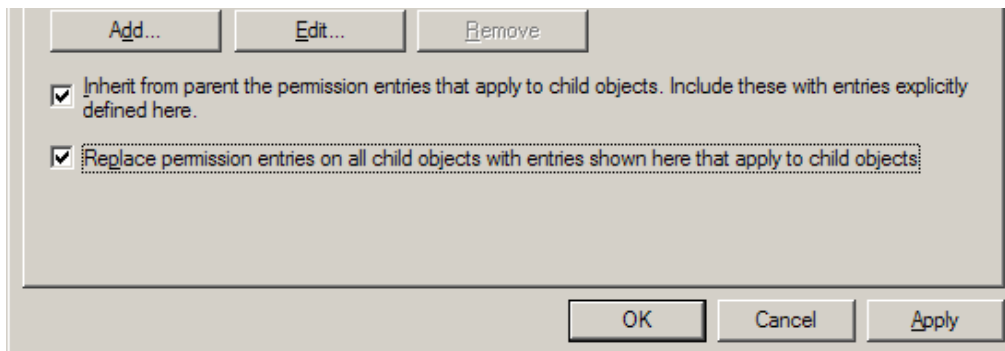 Add... Edit... Remove
Inherit from parent the permission entries that apply to child objects. Include these with entries explicitly
defined here.
Replace permission entries on all child objects with entries shown here that apply to child objects
OK Cancel Apply